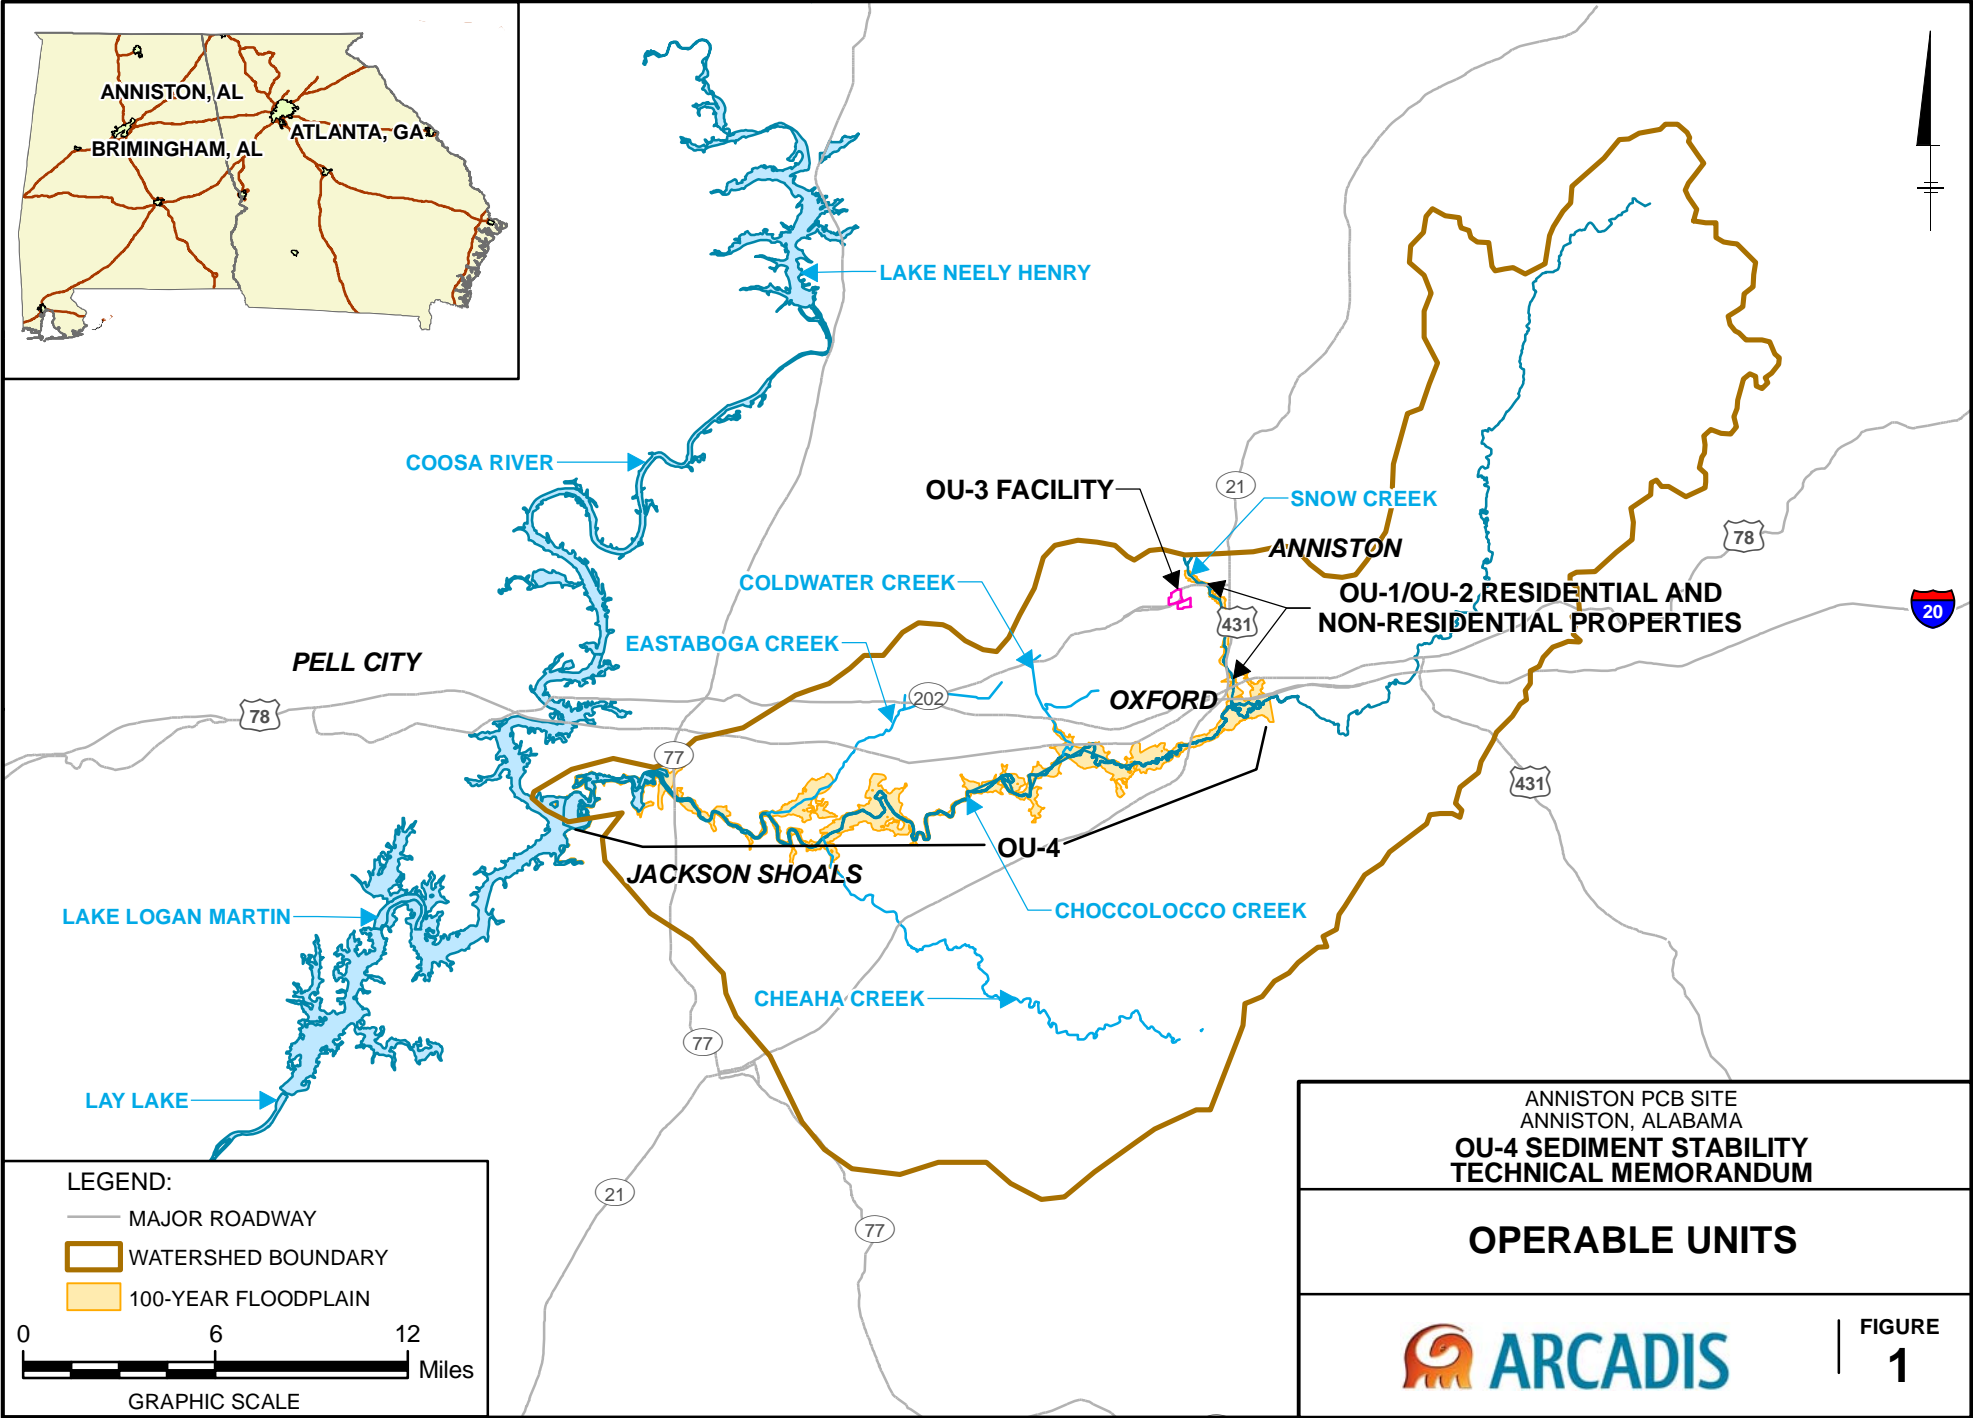 ANNISTON, AL
ATLANTA, GA
BRIMINGHAM, AL
LAKE NEELY HENRY
COOSA RIVER
OU-3 FACILITY
21
SNOW CREEK
ANNISTON
78
COLDWATER CREEK
OU-1/OU-2 RESIDENTIAL AND
NON-RESIDENTIAL PROPERTIES
20
431
EASTABOGA CREEK
PELL CITY
202
OXFORD
78
77
431
OU-4
JACKSON SHOALS
LAKE LOGAN MARTIN
CHOCCOLOCCO CREEK
CHEAHA CREEK
77
LAY LAKE
21
77
LEGEND:
MAJOR ROADWAY
WATERSHED BOUNDARY
100-YEAR FLOODPLAIN
0 6 12
Miles
GRAPHIC SCALE
ANNISTON PCB SITE
ANNISTON, ALABAMA
OU-4 SEDIMENT STABILITY
TECHNICAL MEMORANDUM
OPERABLE UNITS
ARCADIS
FIGURE
1